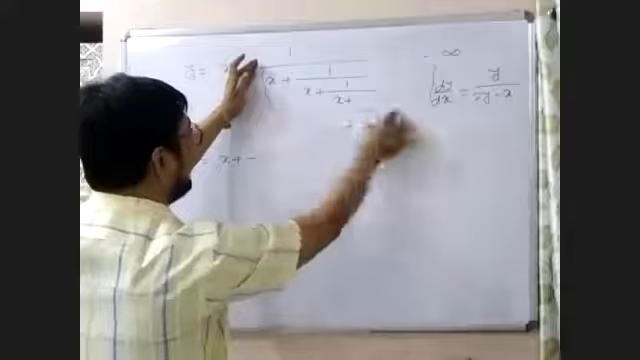 y = x + 1 / x + 1 / x + 1 / x +
∞
dy/dx = y / 2y - x
= x + -